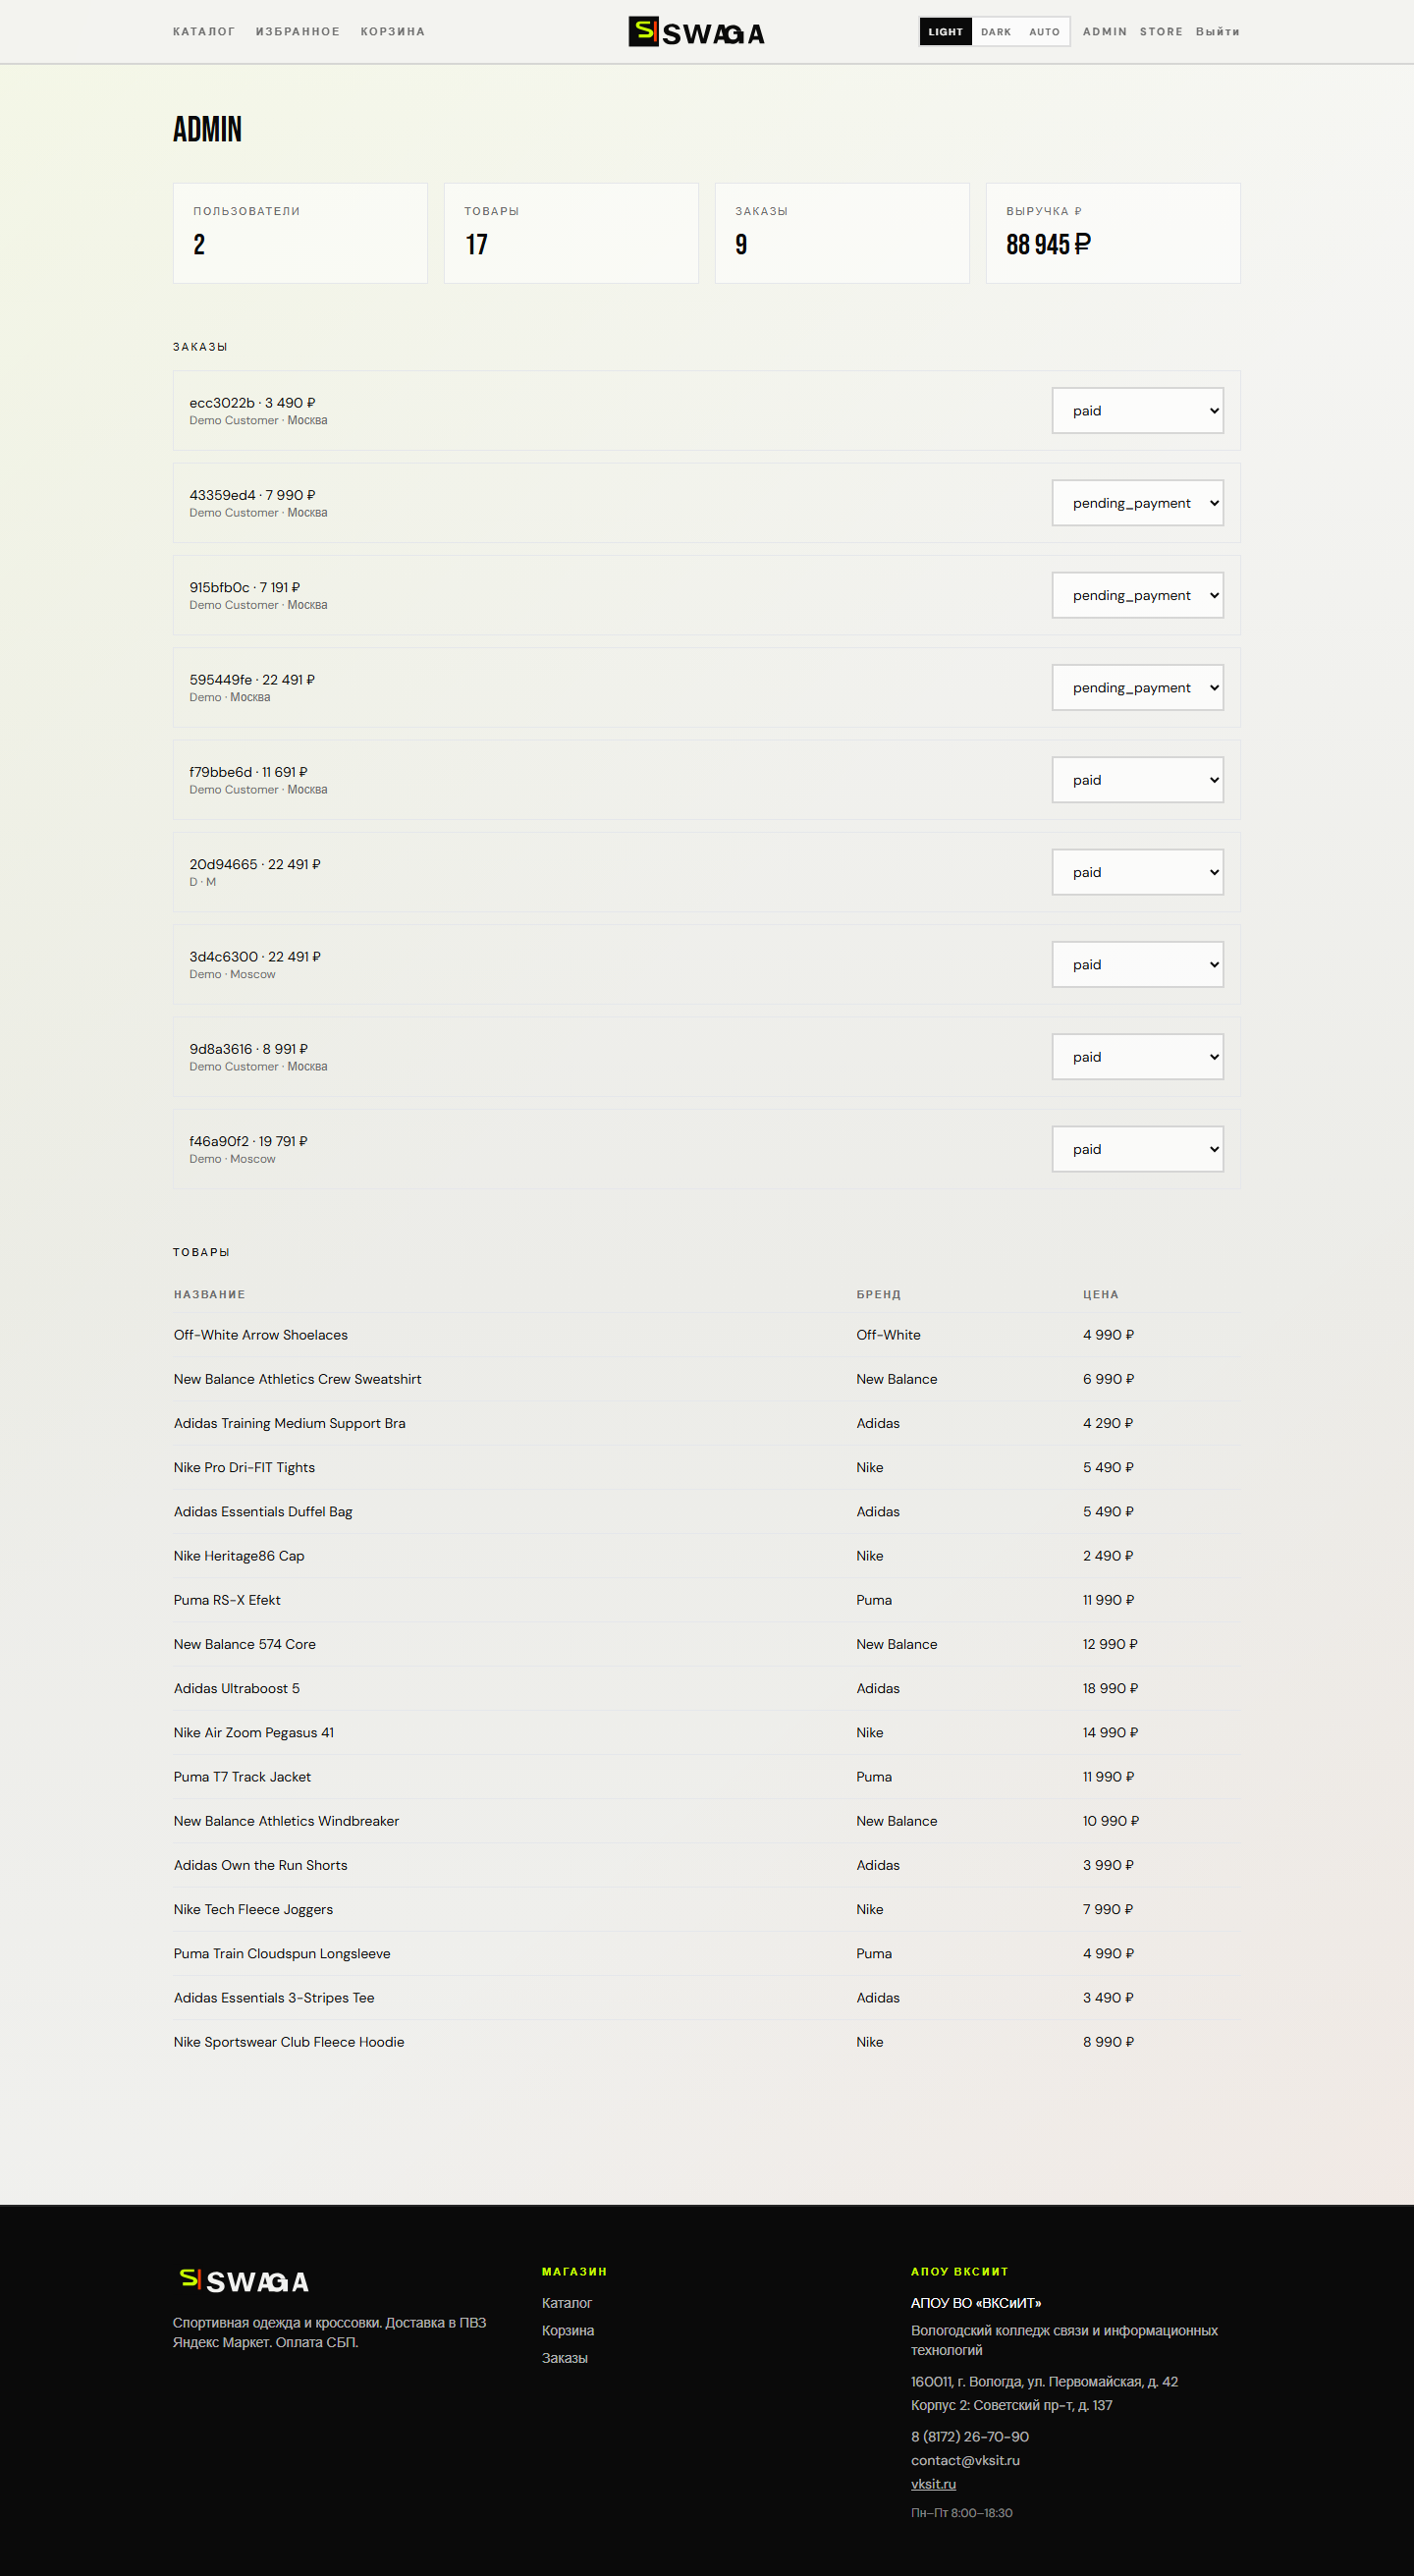 КАТАЛОГ ИЗБРАННОЕ КОРЗИНА SWAGA LIGHT DARK AUTO ADMIN STORE Выйти
ADMIN
ПОЛЬЗОВАТЕЛИ
2
ТОВАРЫ
17
ЗАКАЗЫ
9
ВЫРУЧКА ₽
88 945 ₽
ЗАКАЗЫ
ecc3022b · 3 490 ₽
Demo Customer · Москва
paid
43359ed4 · 7 990 ₽
Demo Customer · Москва
pending_payment
915bfb0c · 7 191 ₽
Demo Customer · Москва
pending_payment
595449fe · 22 491 ₽
Demo · Москва
pending_payment
f79bbe6d · 11 691 ₽
Demo Customer · Москва
paid
20d94665 · 22 491 ₽
D · M
paid
3d4c6300 · 22 491 ₽
Demo · Moscow
paid
9d8a3616 · 8 991 ₽
Demo Customer · Москва
paid
f46a90f2 · 19 791 ₽
Demo · Moscow
paid
ТОВАРЫ
НАЗВАНИЕ БРЕНД ЦЕНА
Off-White Arrow Shoelaces Off-White 4 990 ₽
New Balance Athletics Crew Sweatshirt New Balance 6 990 ₽
Adidas Training Medium Support Bra Adidas 4 290 ₽
Nike Pro Dri-FIT Tights Nike 5 490 ₽
Adidas Essentials Duffel Bag Adidas 5 490 ₽
Nike Heritage86 Cap Nike 2 490 ₽
Puma RS-X Efekt Puma 11 990 ₽
New Balance 574 Core New Balance 12 990 ₽
Adidas Ultraboost 5 Adidas 18 990 ₽
Nike Air Zoom Pegasus 41 Nike 14 990 ₽
Puma T7 Track Jacket Puma 11 990 ₽
New Balance Athletics Windbreaker New Balance 10 990 ₽
Adidas Own the Run Shorts Adidas 3 990 ₽
Nike Tech Fleece Joggers Nike 7 990 ₽
Puma Train Cloudspun Longsleeve Puma 4 990 ₽
Adidas Essentials 3-Stripes Tee Adidas 3 490 ₽
Nike Sportswear Club Fleece Hoodie Nike 8 990 ₽
SWAGA
Спортивная одежда и кроссовки. Доставка в ПВЗ
Яндекс Маркет. Оплата СБП.
МАГАЗИН
Каталог
Корзина
Заказы
АПОУ ВКСИИТ
АПОУ ВО «ВКСиИТ»
Вологодский колледж связи и информационных
технологий
160011, г. Вологда, ул. Первомайская, д. 42
Корпус 2: Советский пр-т, д. 137
8 (8172) 26-70-90
contact@vksit.ru
vksit.ru
Пн–Пт 8:00–18:30